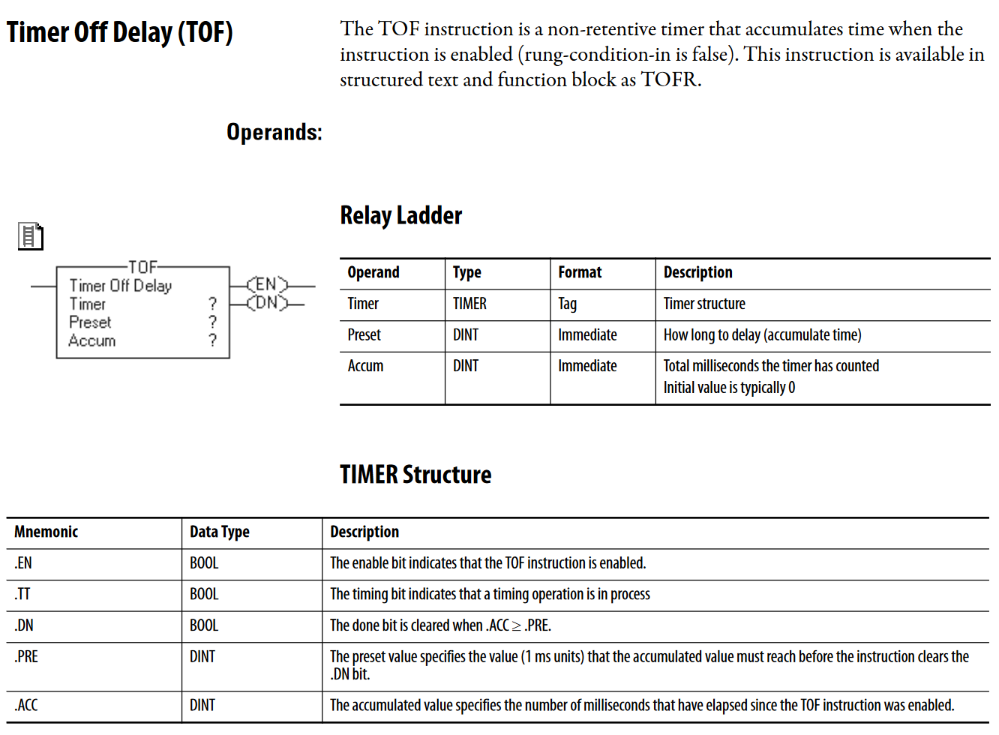 Timer Off Delay (TOF)
The TOF instruction is a non-retentive timer that accumulates time when the
instruction is enabled (rung-condition-in is false). This instruction is available in
structured text and function block as TOFR.
Operands:
Relay Ladder
TOF
Timer Off Delay
Timer ?
Preset ?
Accum ?
EN
DN
Operand Type Format Description
Timer TIMER Tag Timer structure
Preset DINT Immediate How long to delay (accumulate time)
Accum DINT Immediate Total milliseconds the timer has counted
Initial value is typically 0
TIMER Structure
Mnemonic Data Type Description
.EN BOOL The enable bit indicates that the TOF instruction is enabled.
.TT BOOL The timing bit indicates that a timing operation is in process
.DN BOOL The done bit is cleared when .ACC ≥ .PRE.
.PRE DINT The preset value specifies the value (1 ms units) that the accumulated value must reach before the instruction clears the
.DN bit.
.ACC DINT The accumulated value specifies the number of milliseconds that have elapsed since the TOF instruction was enabled.